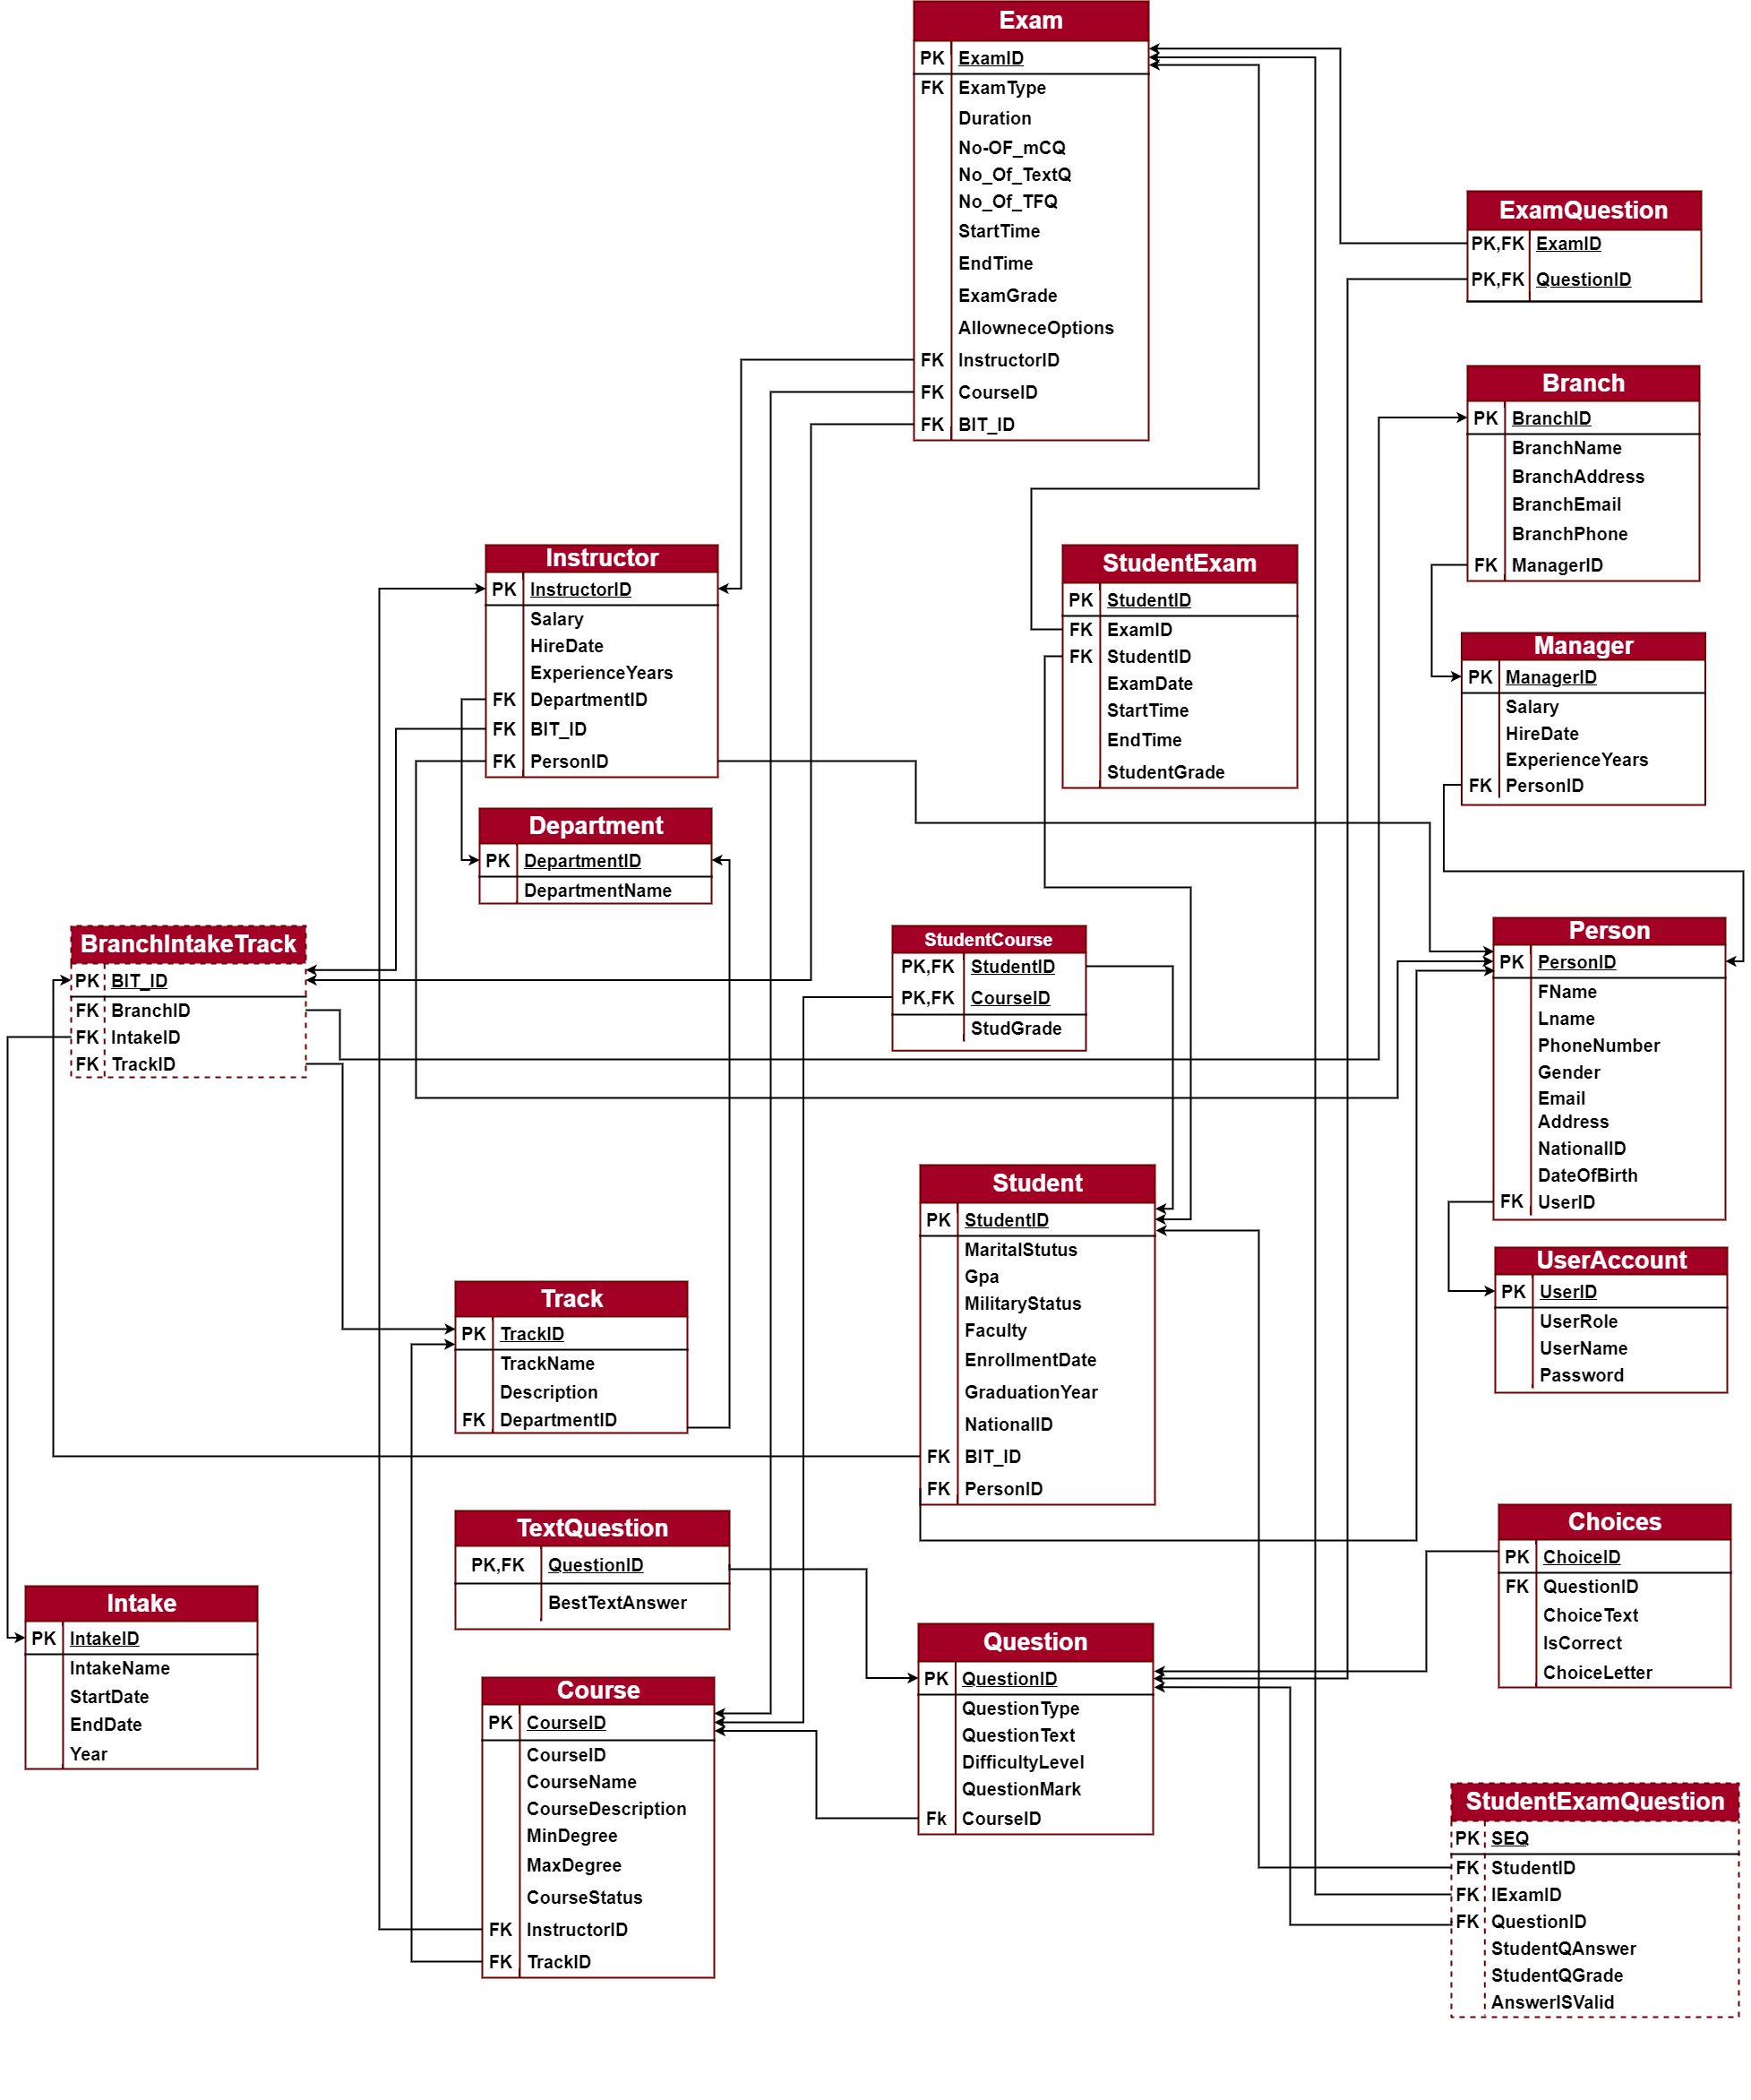 Exam
PK ExamID
FK ExamType
Duration
No-OF_mCQ
No_Of_TextQ
No_Of_TFQ
StartTime
EndTime
ExamGrade
AllowneceOptions
FK InstructorID
FK CourseID
FK BIT_ID
ExamQuestion
PK,FK ExamID
PK,FK QuestionID
Branch
PK BranchID
BranchName
BranchAddress
BranchEmail
BranchPhone
FK ManagerID
Instructor
PK InstructorID
Salary
HireDate
ExperienceYears
FK DepartmentID
FK BIT_ID
FK PersonID
StudentExam
PK StudentID
FK ExamID
FK StudentID
ExamDate
StartTime
EndTime
StudentGrade
Manager
PK ManagerID
Salary
HireDate
ExperienceYears
FK PersonID
Department
PK DepartmentID
DepartmentName
BranchIntakeTrack
PK BIT_ID
FK BranchID
FK IntakeID
FK TrackID
StudentCourse
PK,FK StudentID
PK,FK CourseID
StudGrade
Person
PK PersonID
FName
Lname
PhoneNumber
Gender
Email
Address
NationalID
DateOfBirth
FK UserID
Student
PK StudentID
MaritalStutus
Gpa
MilitaryStatus
Faculty
EnrollmentDate
GraduationYear
NationalID
FK BIT_ID
FK PersonID
UserAccount
PK UserID
UserRole
UserName
Password
Track
PK TrackID
TrackName
Description
FK DepartmentID
TextQuestion
PK,FK QuestionID
BestTextAnswer
Choices
PK ChoiceID
FK QuestionID
ChoiceText
IsCorrect
ChoiceLetter
Intake
PK IntakeID
IntakeName
StartDate
EndDate
Year
Question
PK QuestionID
QuestionType
QuestionText
DifficultyLevel
QuestionMark
Fk CourseID
Course
PK CourseID
CourseID
CourseName
CourseDescription
MinDegree
MaxDegree
CourseStatus
FK InstructorID
FK TrackID
StudentExamQuestion
PK SEQ
FK StudentID
FK IExamID
FK QuestionID
StudentQAnswer
StudentQGrade
AnswerISValid